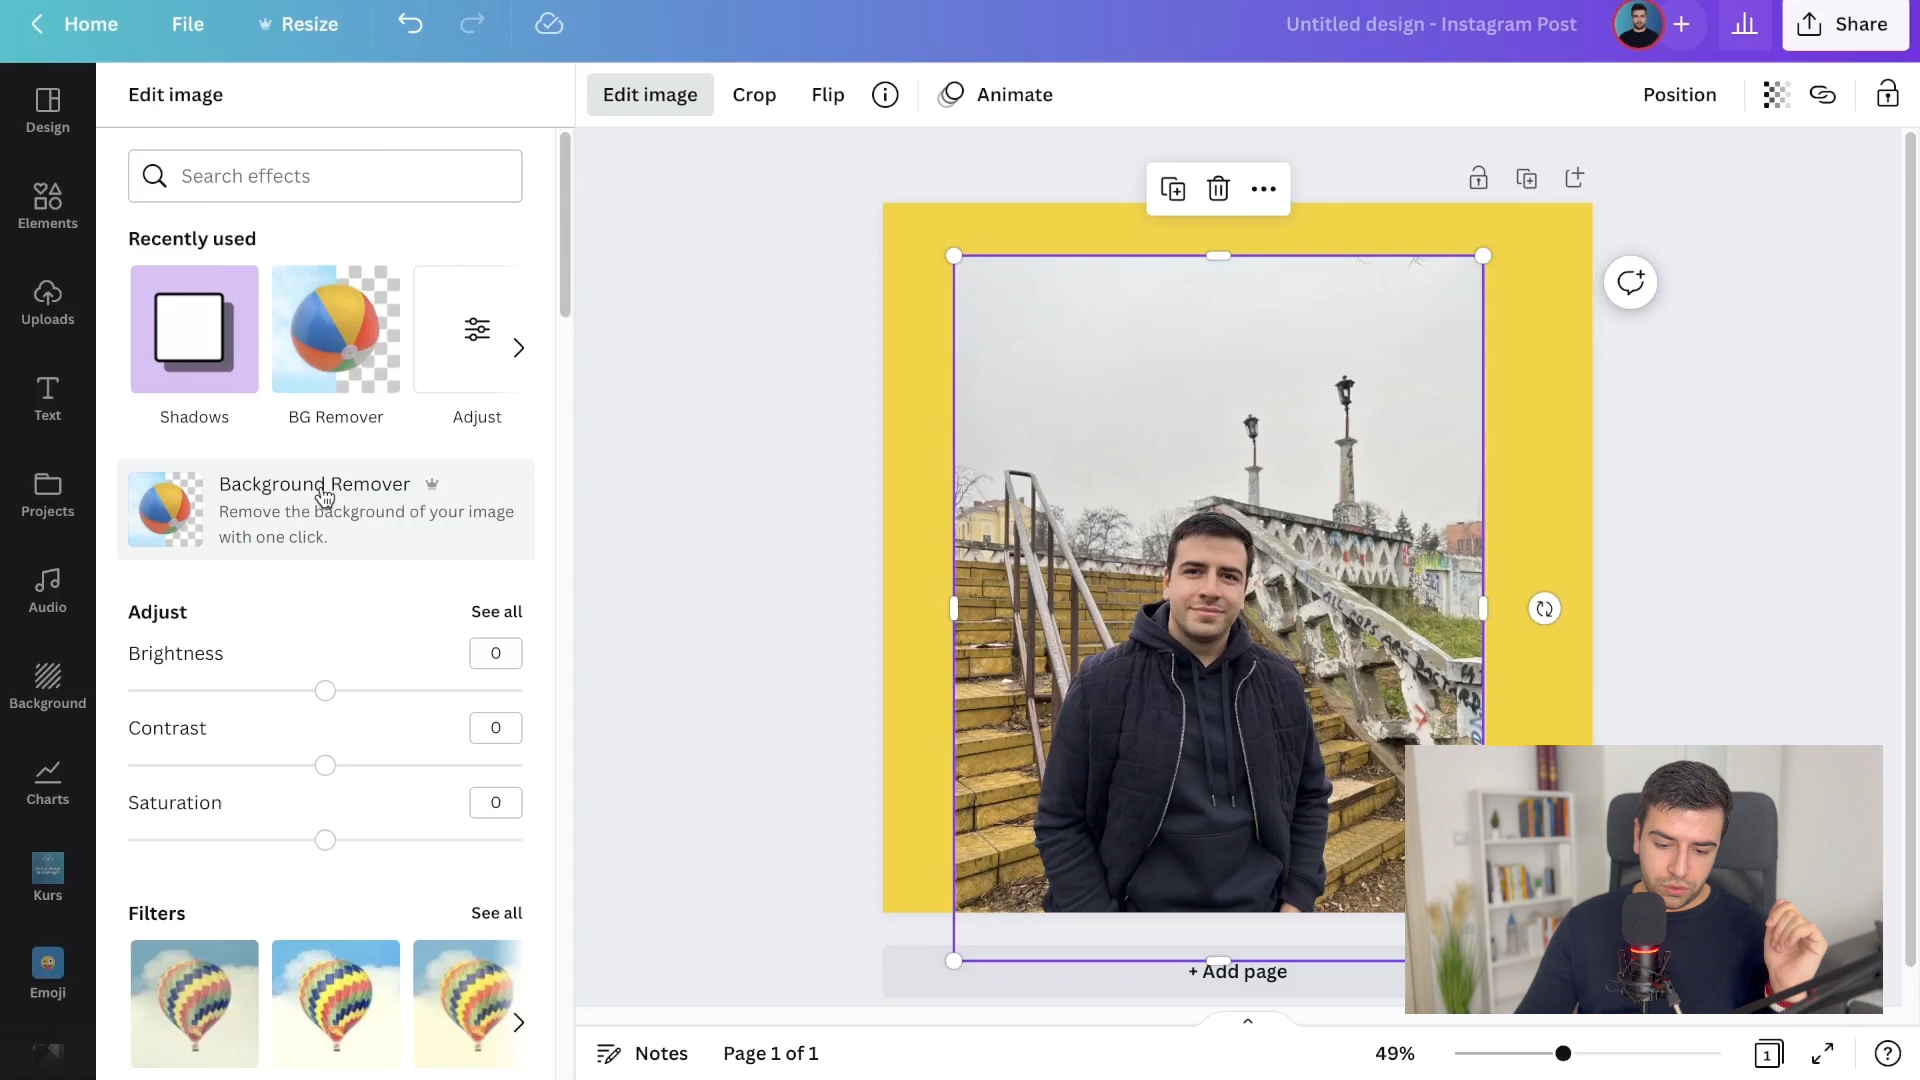 Home
File
Resize
Untitled design - Instagram Post
Share
Design
Elements
Uploads
Text
Projects
Audio
Background
Charts
Kurs
Emoji
Edit image
Search effects
Recently used
Shadows
BG Remover
Adjust
Background Remover
Remove the background of your image
with one click.
Adjust
See all
Brightness
0
Contrast
0
Saturation
0
Filters
See all
Edit image
Crop
Flip
Animate
Position
ALL COPS ARE
+ Add page
Notes
Page 1 of 1
49%
1